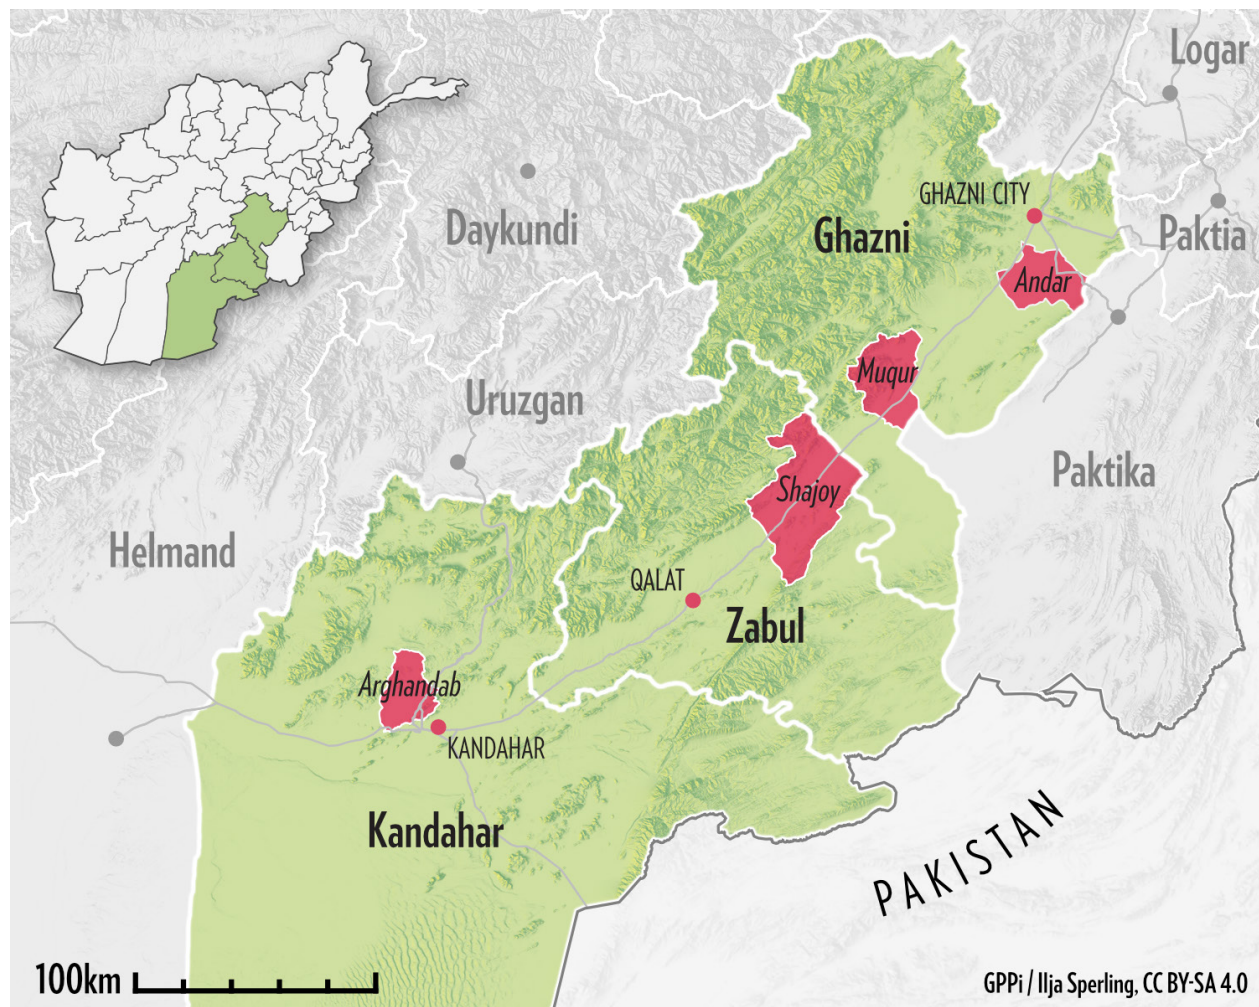 Logar
GHAZNI CITY
Ghazni
Daykundi
Paktia
Andar
Muqur
Uruzgan
Paktika
Shajoy
Helmand
QALAT
Zabul
Arghandab
KANDAHAR
Kandahar
PAKISTAN
100km
GPPi / Ilja Sperling, CC BY-SA 4.0